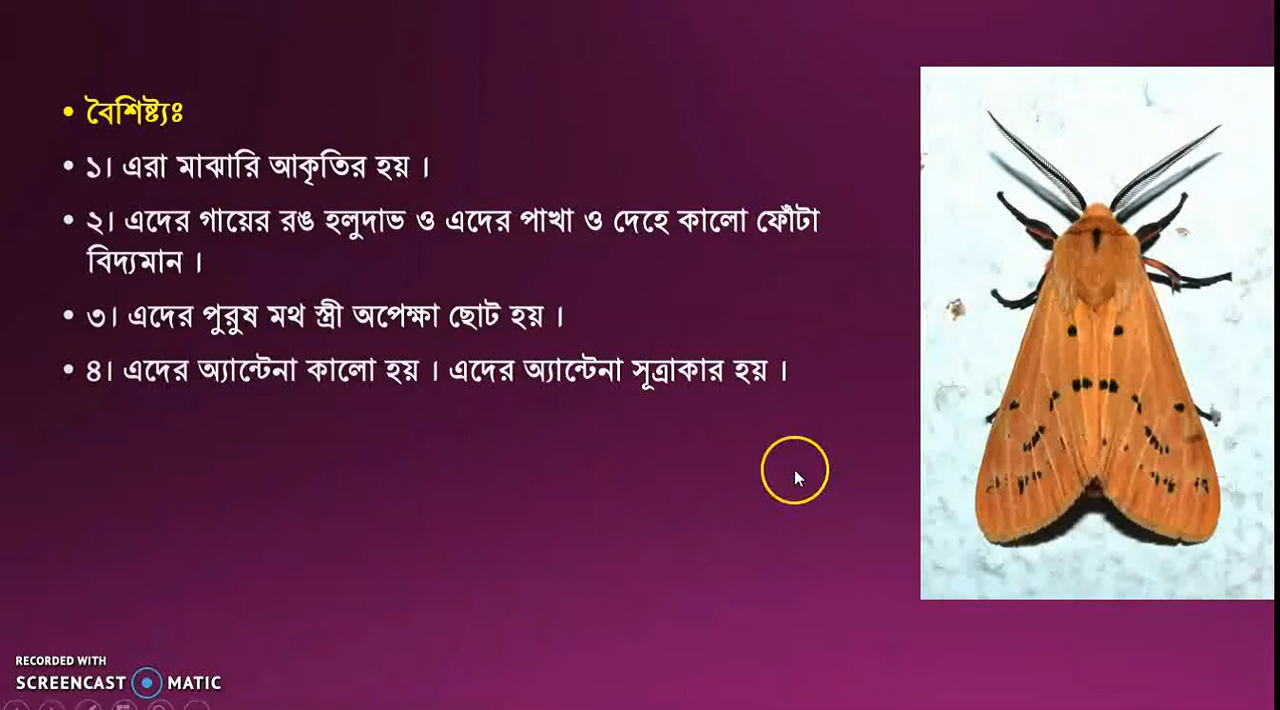 • বৈশিষ্ট্যঃ
• ১। এরা মাঝারি আকৃতির হয় ।
• ২। এদের গায়ের রঙ হলুদাভ ও এদের পাখা ও দেহে কালো ফোঁটা
বিদ্যমান ।
• ৩। এদের পুরুষ মথ স্ত্রী অপেক্ষা ছোট হয় ।
• ৪। এদের অ্যান্টেনা কালো হয় । এদের অ্যান্টেনা সূত্রাকার হয় ।
RECORDED WITH
SCREENCAST MATIC